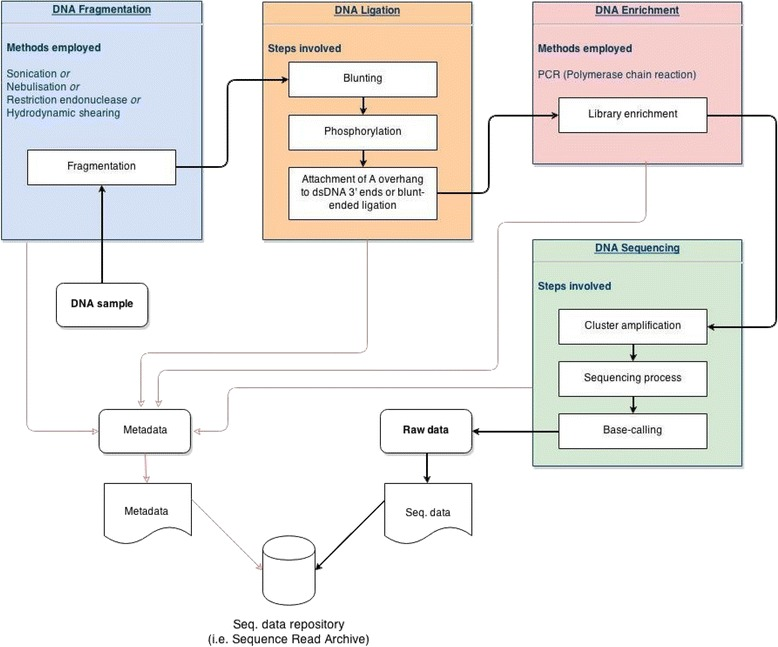 DNA Fragmentation
Methods employed
Sonication or
Nebulisation or
Restriction endonuclease or
Hydrodynamic shearing
Fragmentation
DNA sample
DNA Ligation
Steps involved
Blunting
Phosphorylation
Attachment of A overhang
to dsDNA 3' ends or blunt-
ended ligation
DNA Enrichment
Methods employed
PCR (Polymerase chain reaction)
Library enrichment
DNA Sequencing
Steps involved
Cluster amplification
Sequencing process
Base-calling
Metadata
Raw data
Metadata
Seq. data
Seq. data repository
(i.e. Sequence Read Archive)